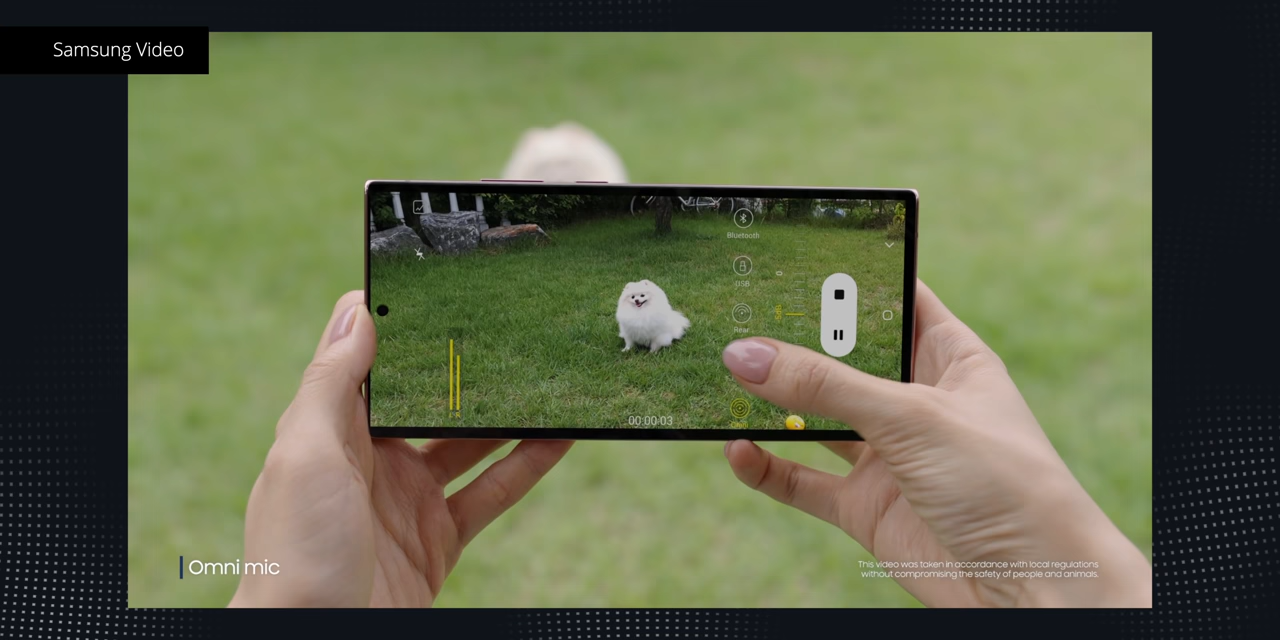 Samsung Video
Bluetooth
USB
Rear
00:00:03
Omni mic
This video was taken in accordance with local regulations
without compromising the safety of people and animals.